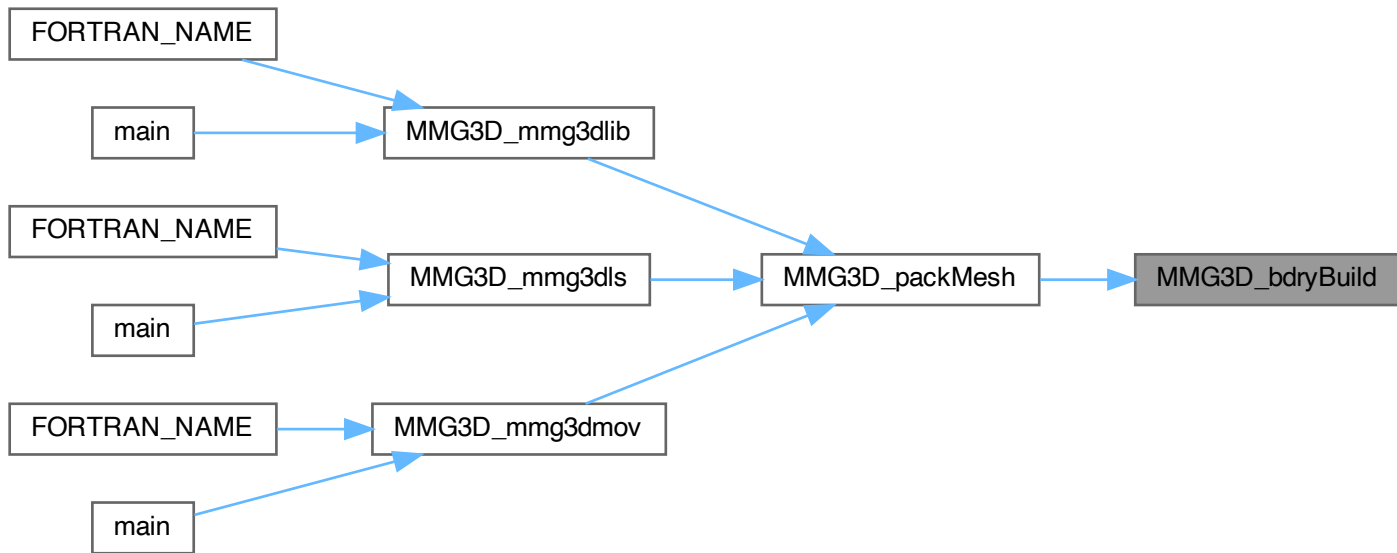 FORTRAN_NAME
main
MMG3D_mmg3dlib
FORTRAN_NAME
main
MMG3D_mmg3dls
MMG3D_packMesh
MMG3D_bdryBuild
FORTRAN_NAME
main
MMG3D_mmg3dmov